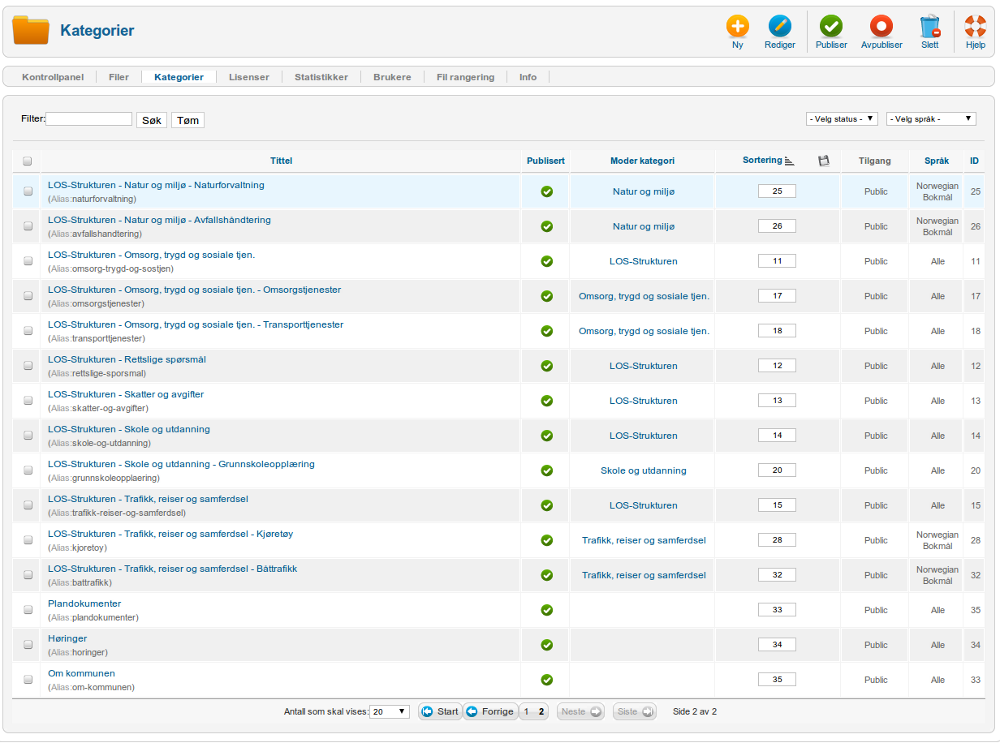 Kategorier
Ny Rediger Publiser Avpubliser Slett Hjelp
Kontrollpanel Filer Kategorier Lisenser Statistikker Brukere Fil rangering Info
Filter: Søk Tøm - Velg status - - Velg språk -
Tittel Publisert Moder kategori Sortering Tilgang Språk ID
LOS-Strukturen - Natur og miljø - Naturforvaltning
(Alias:naturforvaltning)
Natur og miljø 25 Public Norwegian Bokmål 25
LOS-Strukturen - Natur og miljø - Avfallshåndtering
(Alias:avfallshandtering)
Natur og miljø 26 Public Norwegian Bokmål 26
LOS-Strukturen - Omsorg, trygd og sosiale tjen.
(Alias:omsorg-trygd-og-sostjen)
LOS-Strukturen 11 Public Alle 11
LOS-Strukturen - Omsorg, trygd og sosiale tjen. - Omsorgstjenester
(Alias:omsorgstjenester)
Omsorg, trygd og sosiale tjen. 17 Public Alle 17
LOS-Strukturen - Omsorg, trygd og sosiale tjen. - Transporttjenester
(Alias:transporttjenester)
Omsorg, trygd og sosiale tjen. 18 Public Alle 18
LOS-Strukturen - Rettslige spørsmål
(Alias:rettslige-sporsmal)
LOS-Strukturen 12 Public Alle 12
LOS-Strukturen - Skatter og avgifter
(Alias:skatter-og-avgifter)
LOS-Strukturen 13 Public Alle 13
LOS-Strukturen - Skole og utdanning
(Alias:skole-og-utdanning)
LOS-Strukturen 14 Public Alle 14
LOS-Strukturen - Skole og utdanning - Grunnskoleopplæring
(Alias:grunnskoleopplaering)
Skole og utdanning 20 Public Alle 20
LOS-Strukturen - Trafikk, reiser og samferdsel
(Alias:trafikk-reiser-og-samferdsel)
LOS-Strukturen 15 Public Alle 15
LOS-Strukturen - Trafikk, reiser og samferdsel - Kjøretøy
(Alias:kjoretoy)
Trafikk, reiser og samferdsel 28 Public Norwegian Bokmål 28
LOS-Strukturen - Trafikk, reiser og samferdsel - Båttrafikk
(Alias:battrafikk)
Trafikk, reiser og samferdsel 32 Public Norwegian Bokmål 32
Plandokumenter
(Alias:plandokumenter)
33 Public Alle 35
Høringer
(Alias:horinger)
34 Public Alle 34
Om kommunen
(Alias:om-kommunen)
35 Public Alle 33
Antall som skal vises: 20 Start Forrige 1 2 Neste Siste Side 2 av 2